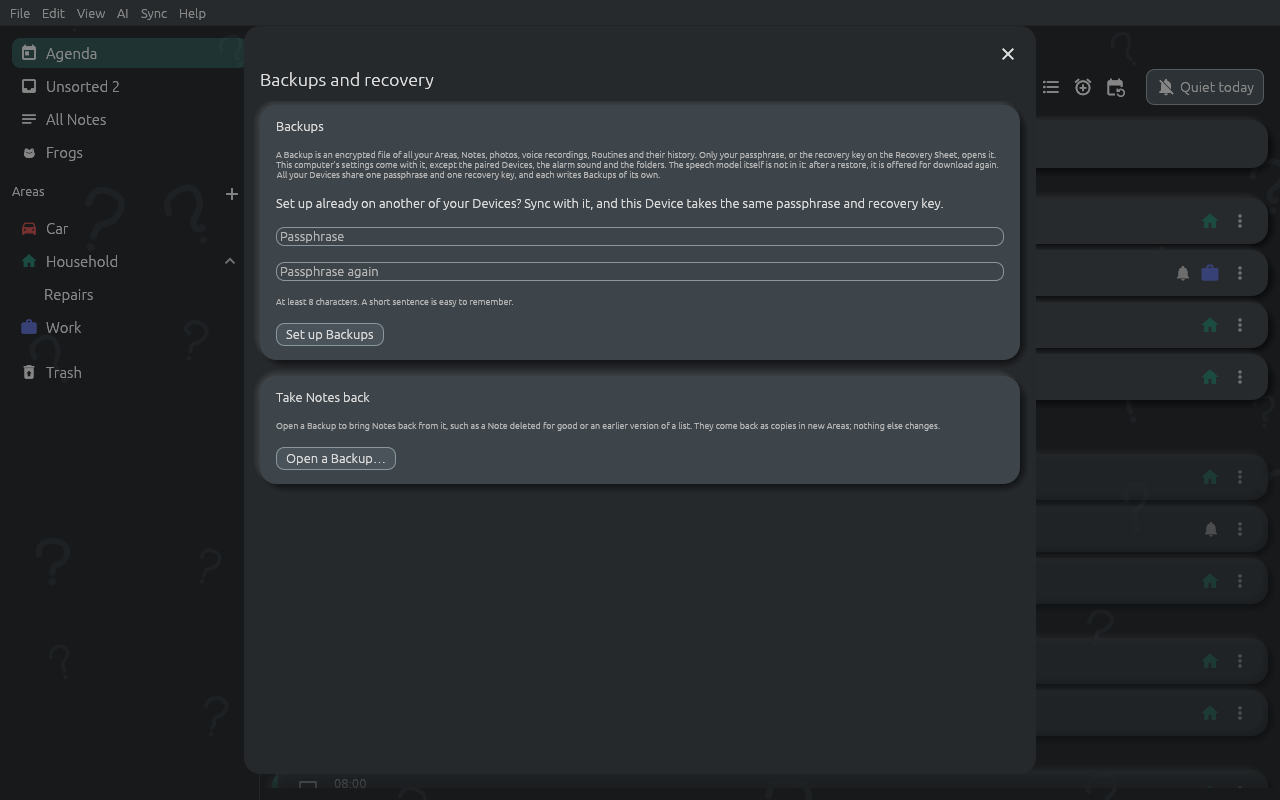 File Edit View AI Sync Help
Agenda
Unsorted 2
All Notes
Frogs
Areas
Car
Household
Repairs
Work
Trash
Backups and recovery
Backups
A Backup is an encrypted file of all your Areas, Notes, photos, voice recordings, Routines and their history. Only your passphrase, or the recovery key on the Recovery Sheet, opens it.
This computer's settings come with it, except the paired Devices, the alarm sound and the folders. The speech model itself is not in it: after a restore, it is offered for download again.
All your Devices share one passphrase and one recovery key, and each writes Backups of its own.
Set up already on another of your Devices? Sync with it, and this Device takes the same passphrase and recovery key.
Passphrase
Passphrase again
At least 8 characters. A short sentence is easy to remember.
Set up Backups
Take Notes back
Open a Backup to bring Notes back from it, such as a Note deleted for good or an earlier version of a list. They come back as copies in new Areas; nothing else changes.
Open a Backup…
Quiet today
08:00